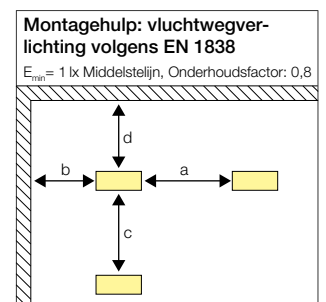 Montagehulp: vluchtwegver-
lichting volgens EN 1838
Emin= 1 lx Middelstelijn, Onderhoudsfactor: 0,8
d
b
a
c